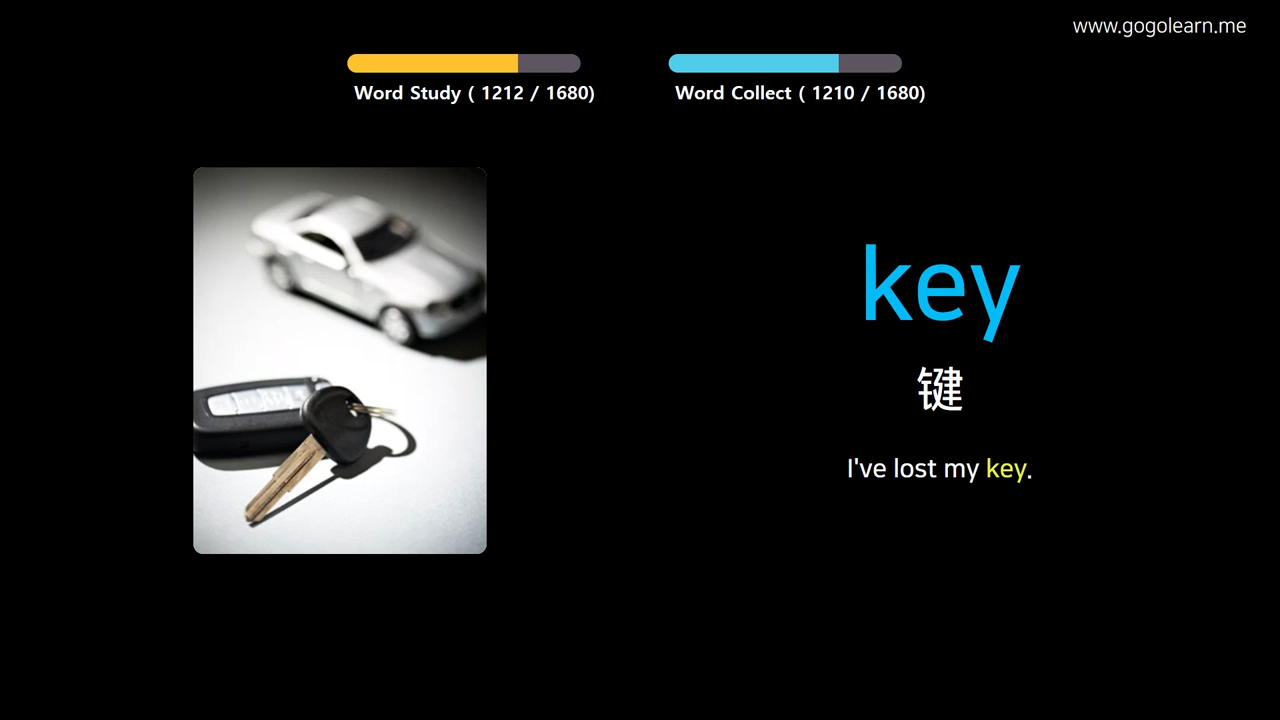 www.gogolearn.me
Word Study ( 1212 / 1680)
Word Collect ( 1210 / 1680)
key
键
I've lost my key.